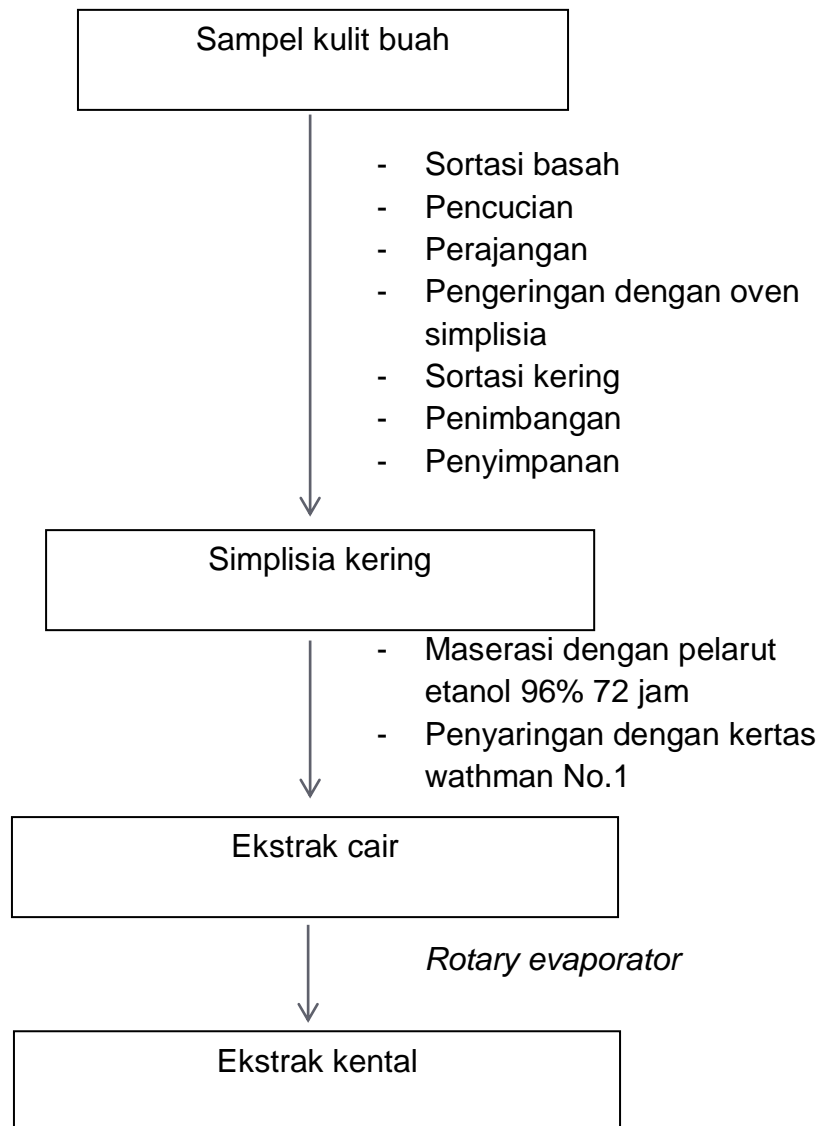 Sampel kulit buah
- Sortasi basah
- Pencucian
- Perajangan
- Pengeringan dengan oven
simplisia
- Sortasi kering
- Penimbangan
- Penyimpanan
Simplisia kering
- Maserasi dengan pelarut
etanol 96% 72 jam
- Penyaringan dengan kertas
wathman No.1
Ekstrak cair
Rotary evaporator
Ekstrak kental